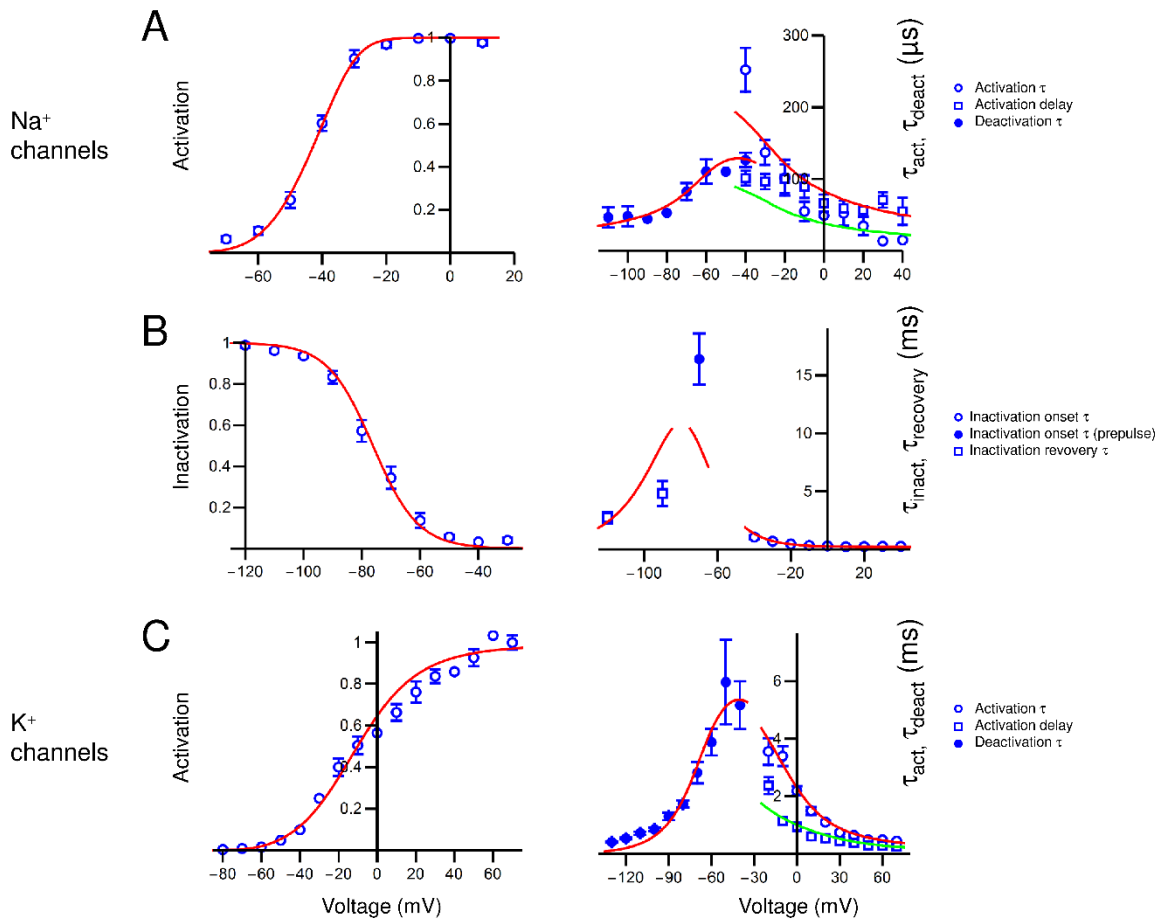 A
Na⁺
channels
Activation
1
0.8
0.6
0.4
0.2
−60 −40 −20 0 20
τact, τdeact (µs)
300
200
100
−100 −80 −60 −40 −20 0 20 40
Activation τ
Activation delay
Deactivation τ
B
Inactivation
1
0.8
0.6
0.4
0.2
−120 −100 −80 −60 −40
τinact, τrecovery (ms)
15
10
5
−100 −60 −20 20
Inactivation onset τ
Inactivation onset τ (prepulse)
Inactivation revovery τ
C
K⁺
channels
Activation
1
0.8
0.6
0.4
0.2
−80 −60 −40 −20 0 20 40 60
Voltage (mV)
τact, τdeact (ms)
6
4
2
−120 −90 −60 −30 0 30 60
Voltage (mV)
Activation τ
Activation delay
Deactivation τ